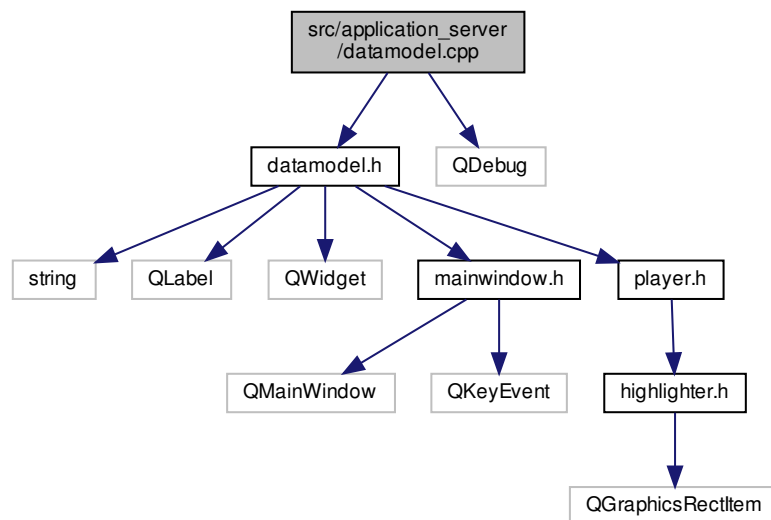 src/application_server
/datamodel.cpp
datamodel.h
QDebug
string
QLabel
QWidget
mainwindow.h
player.h
QMainWindow
QKeyEvent
highlighter.h
QGraphicsRectItem